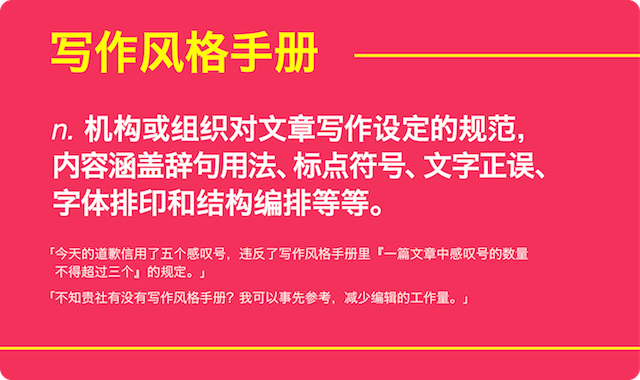 写作风格手册
n. 机构或组织对文章写作设定的规范，
内容涵盖辞句用法、标点符号、文字正误、
字体排印和结构编排等等。
「今天的道歉信用了五个感叹号，违反了写作风格手册里『一篇文章中感叹号的数量
不得超过三个』的规定。」
「不知贵社有没有写作风格手册？我可以事先参考，减少编辑的工作量。」